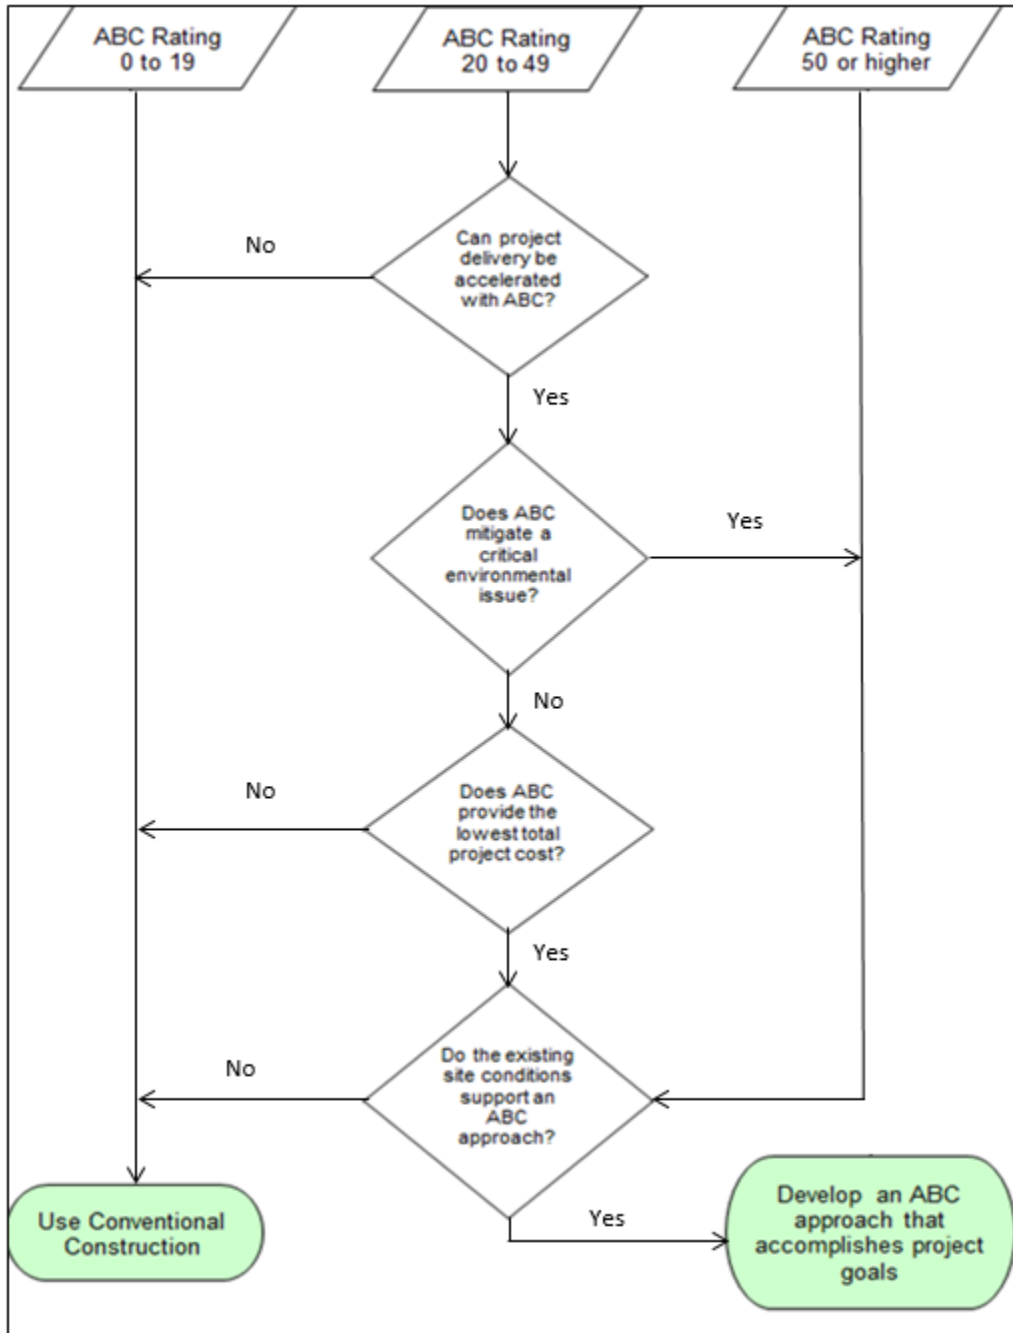 ABC Rating
0 to 19
ABC Rating
20 to 49
ABC Rating
50 or higher
Can project
delivery be
accelerated
with ABC?
No
Yes
Does ABC
mitigate a
critical
environmental
issue?
Yes
No
Does ABC
provide the
lowest total
project cost?
No
Yes
Do the existing
site conditions
support an
ABC
approach?
No
Yes
Use Conventional
Construction
Develop an ABC
approach that
accomplishes project
goals